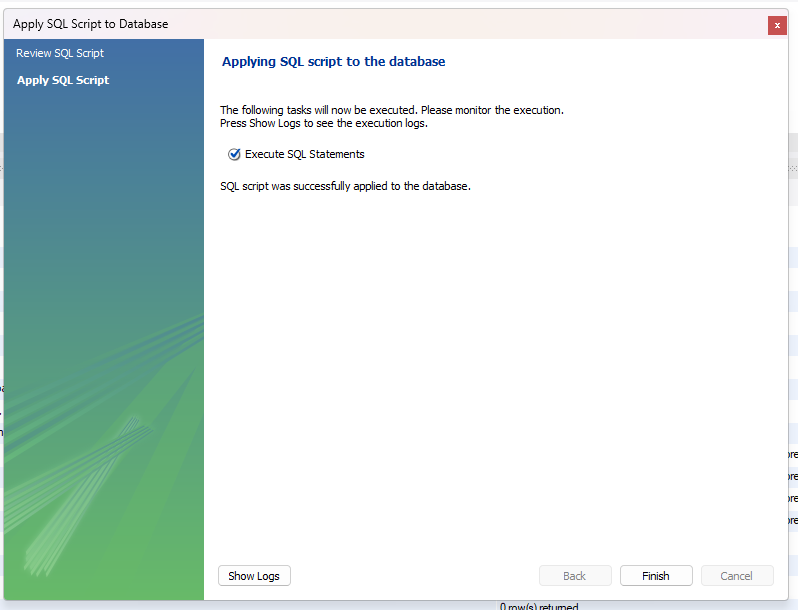 Apply SQL Script to Database
Review SQL Script
Apply SQL Script
Applying SQL script to the database
The following tasks will now be executed. Please monitor the execution.
Press Show Logs to see the execution logs.
Execute SQL Statements
SQL script was successfully applied to the database.
Show Logs
Back
Finish
Cancel
0 row(s) returned